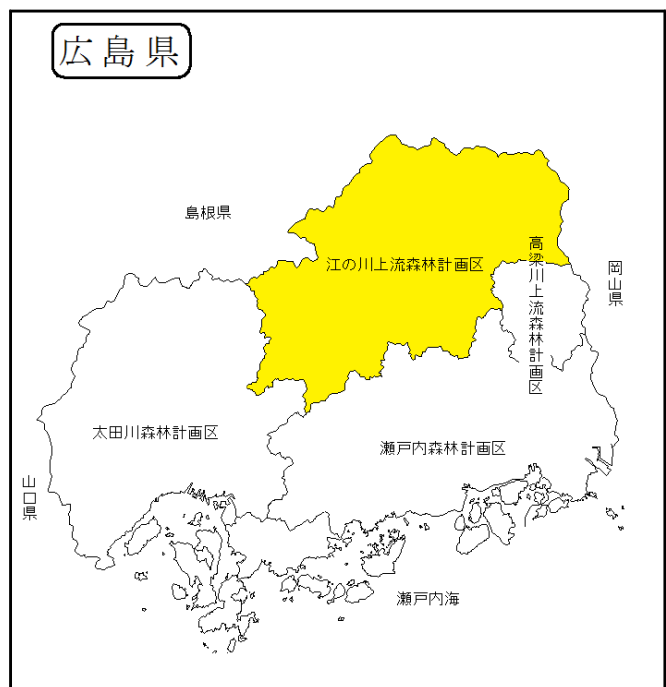 広島県
島根県
江の川上流森林計画区
高梁川上流森林計画区
岡山県
太田川森林計画区
瀬戸内森林計画区
山口県
瀬戸内海